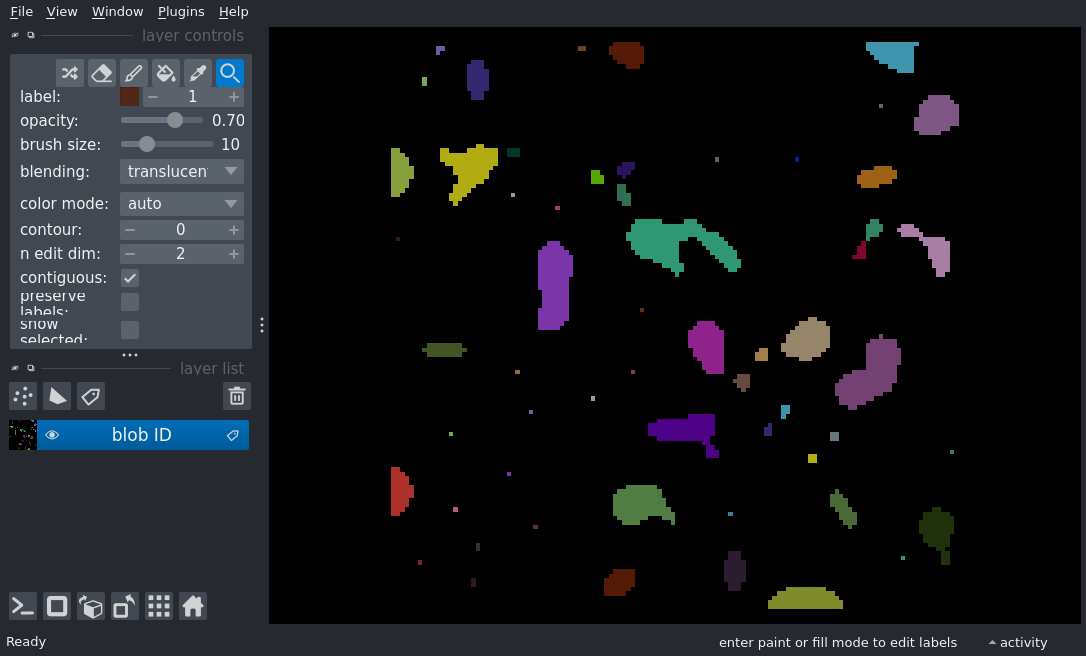 File View Window Plugins Help
layer controls
label: 1
opacity: 0.70
brush size: 10
blending: translucen
color mode: auto
contour: 0
n edit dim: 2
contiguous:
preserve
labels:
show
selected:
layer list
blob ID
Ready enter paint or fill mode to edit labels activity